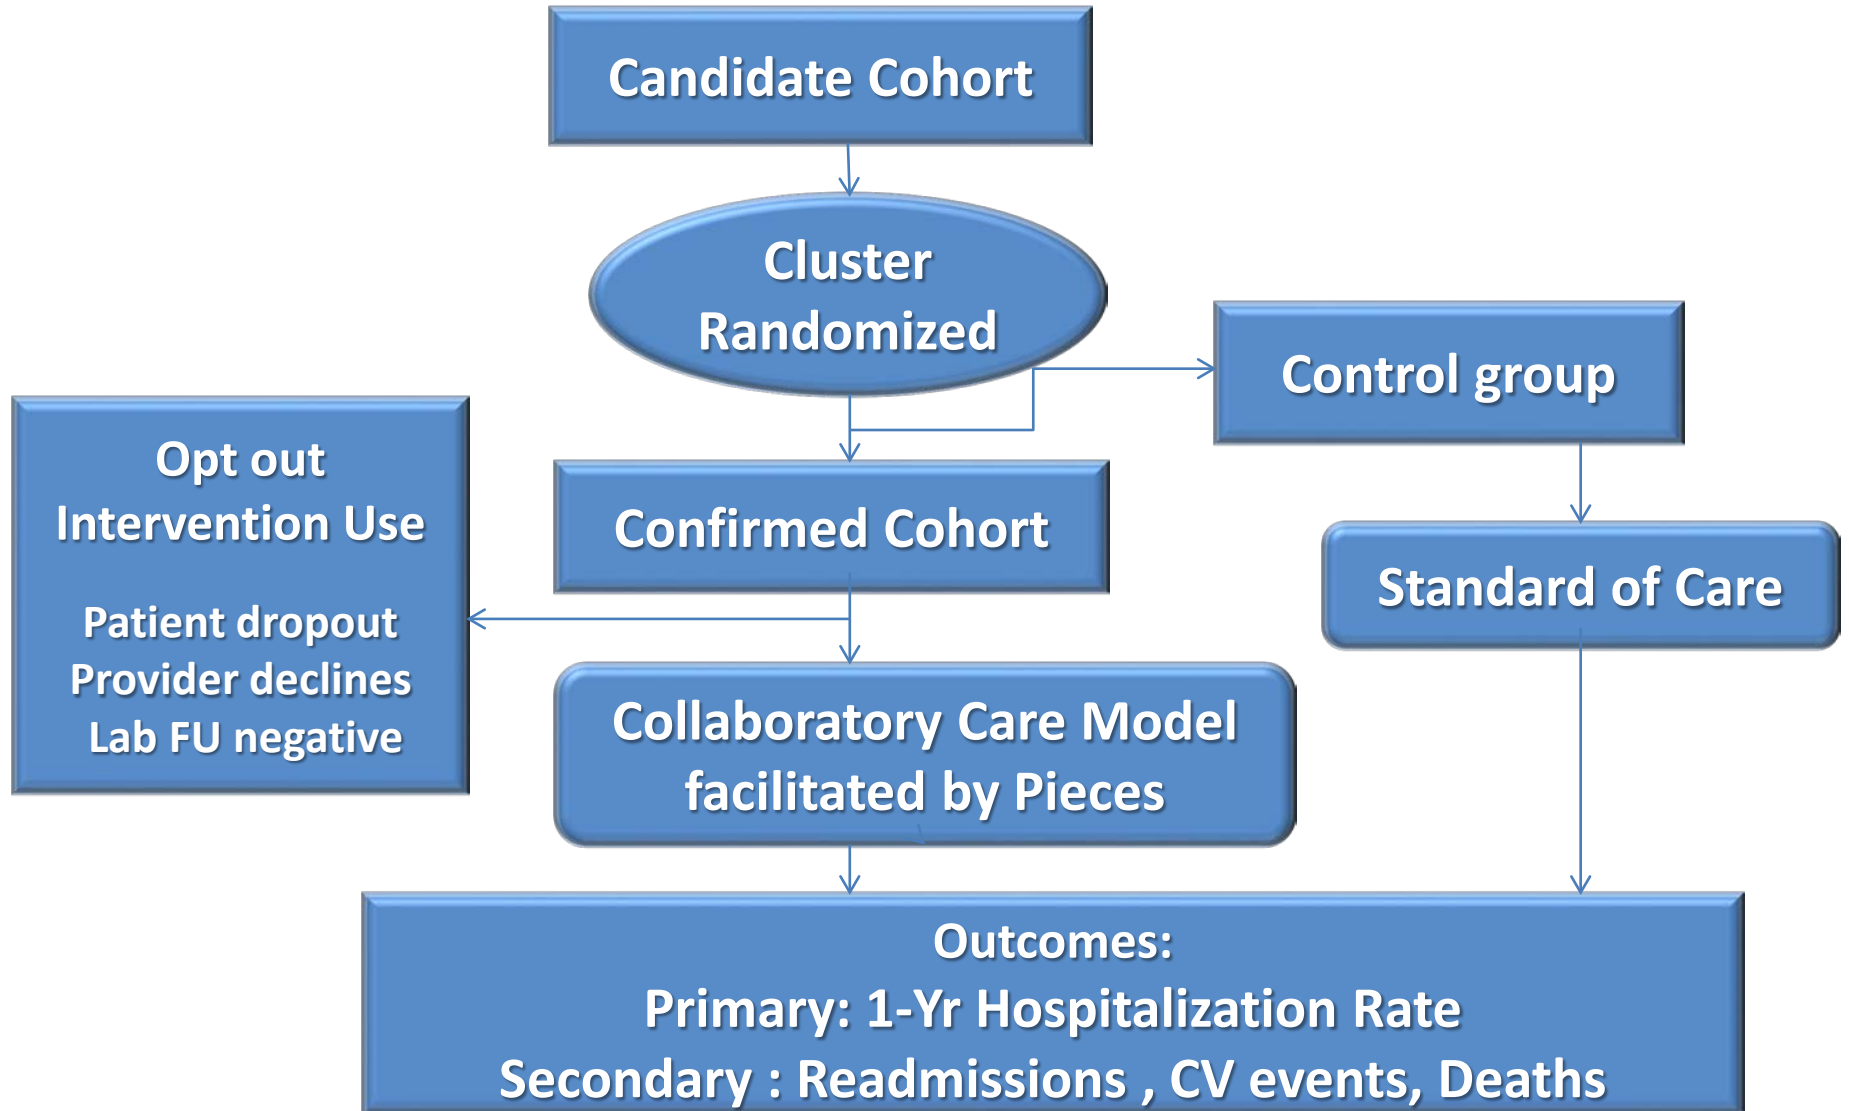 Candidate Cohort
Cluster
Randomized
Control group
Opt out
Intervention Use
Patient dropout
Provider declines
Lab FU negative
Confirmed Cohort
Standard of Care
Collaboratory Care Model
facilitated by Pieces
Outcomes:
Primary: 1-Yr Hospitalization Rate
Secondary : Readmissions , CV events, Deaths